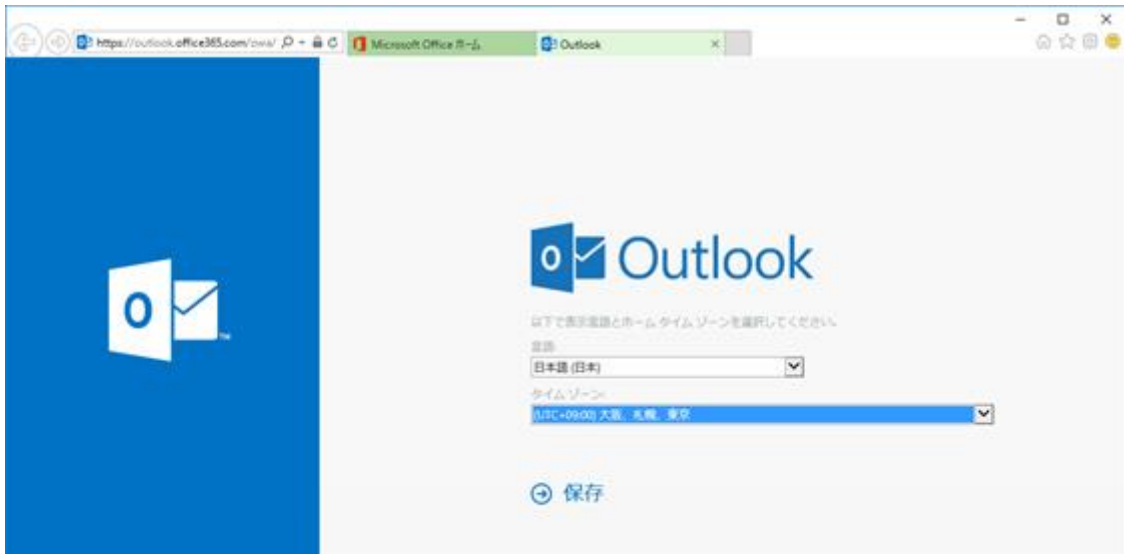 https://outlook.office365.com/owa/
Microsoft Office ホーム
Outlook
Outlook
以下で表示言語とホーム タイム ゾーンを選択してください。
言語:
日本語 (日本)
タイム ゾーン:
(UTC+09:00) 大阪、札幌、東京
保存